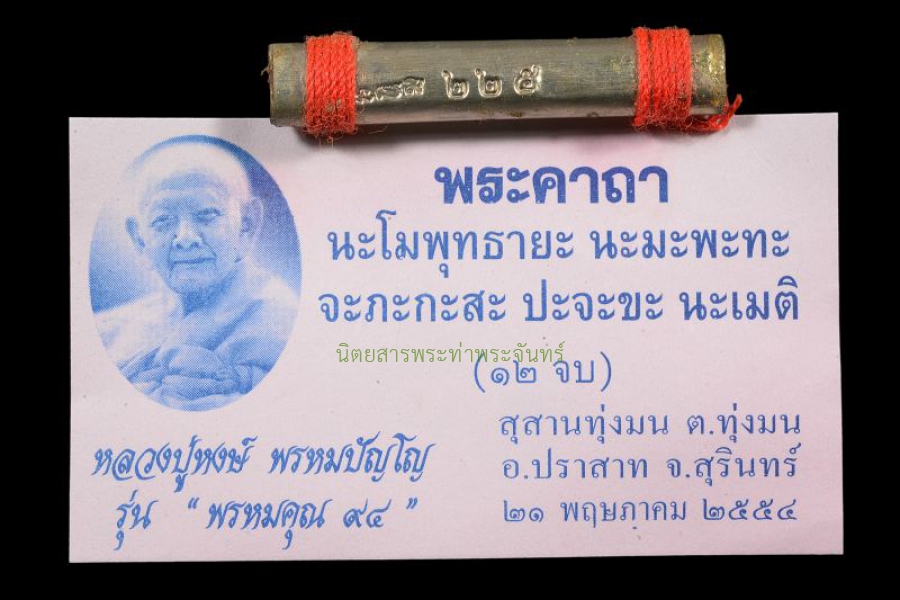 ๒๒๕
พระคาถา
นะโมพุทธายะ นะมะพะทะ
จะภะกะสะ ปะจะขะ นะเมติ
นิตยสารพระท่าพระจันทร์
(๑๒ จบ)
หลวงปู่หงษ์ พรหมปัญโญ
รุ่น “ พรหมคุณ ๙๔ ”
สุสานทุ่งมน ต.ทุ่งมน
อ.ปราสาท จ.สุรินทร์
๒๑ พฤษภาคม ๒๕๕๔